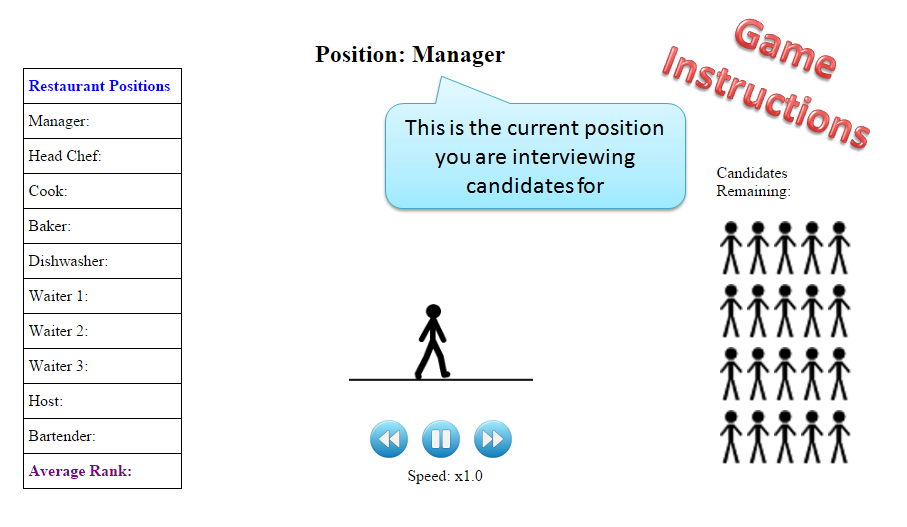 Game
Instructions
Position: Manager
This is the current position
you are interviewing
candidates for
Restaurant Positions
Manager:
Head Chef:
Cook:
Baker:
Dishwasher:
Waiter 1:
Waiter 2:
Waiter 3:
Host:
Bartender:
Average Rank:
Candidates
Remaining:
Speed: x1.0